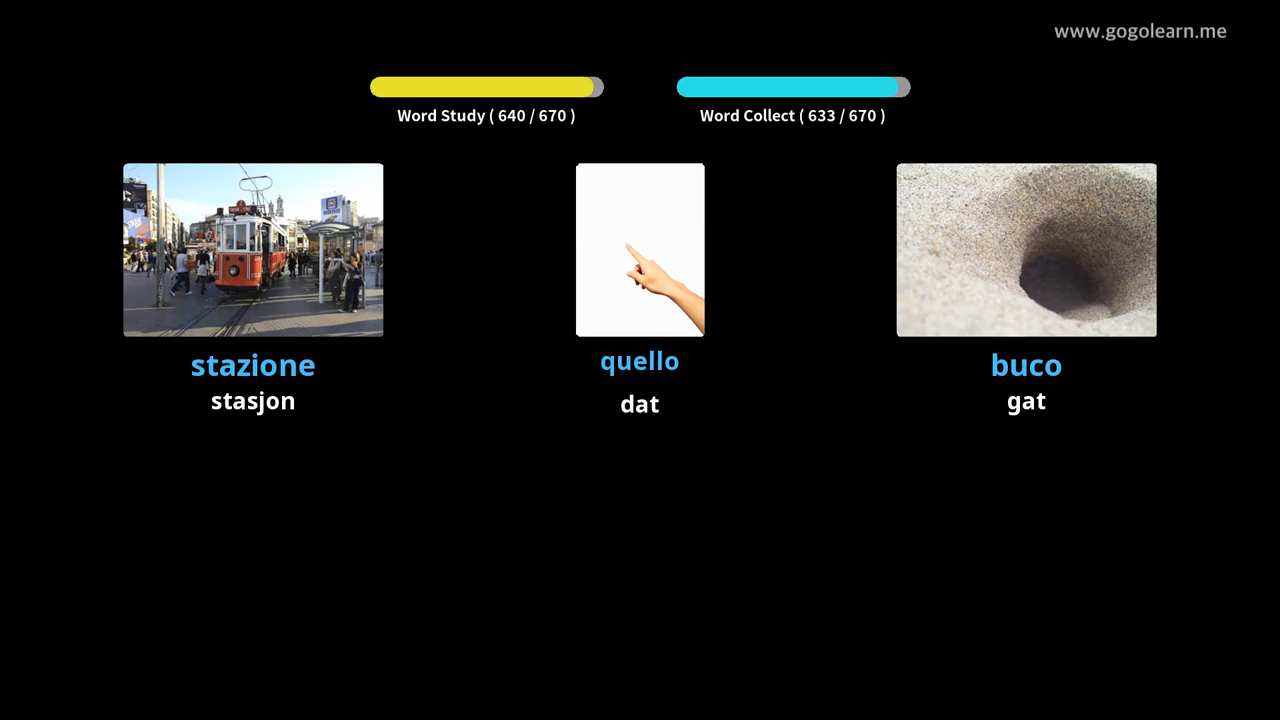 www.gogolearn.me
Word Study ( 640 / 670 )
Word Collect ( 633 / 670 )
stazione
stasjon
quello
dat
buco
gat